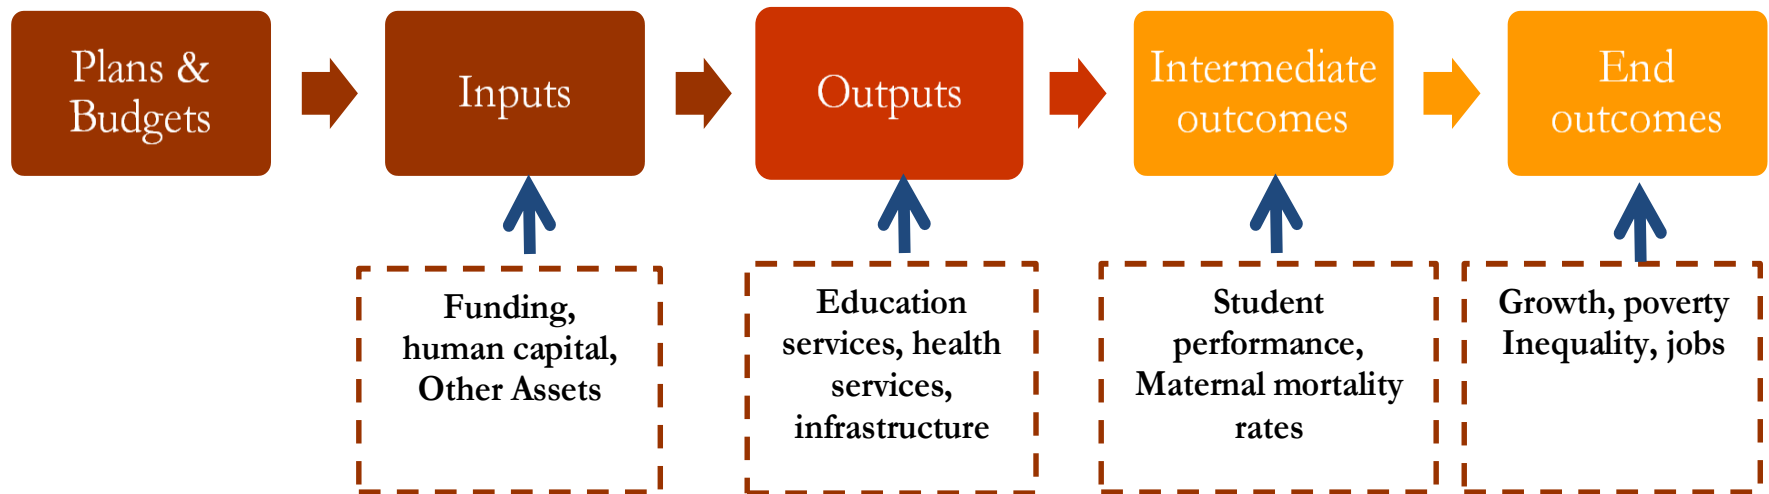 Plans &
Budgets
Inputs
Outputs
Intermediate
outcomes
End
outcomes
Funding,
human capital,
Other Assets
Education
services, health
services,
infrastructure
Student
performance,
Maternal mortality
rates
Growth, poverty
Inequality, jobs